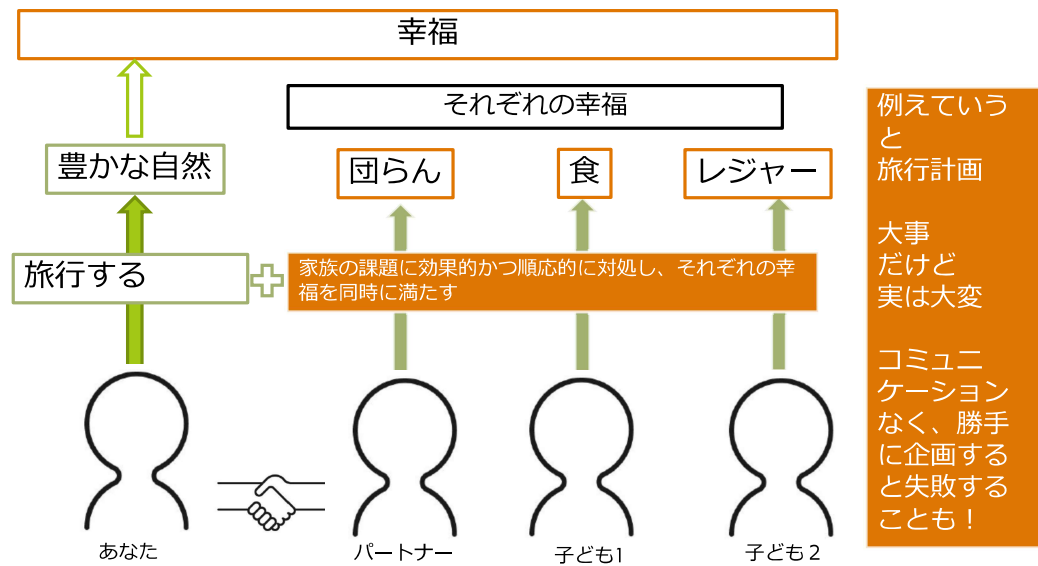 幸福
それぞれの幸福
豊かな自然
団らん
食
レジャー
旅行する
家族の課題に効果的かつ順応的に対処し、それぞれの幸
福を同時に満たす
あなた
パートナー
子ども1
子ども２
例えていう
と
旅行計画
大事
だけど
実は大変
コミュニ
ケーション
なく、勝手
に企画する
と失敗する
ことも！